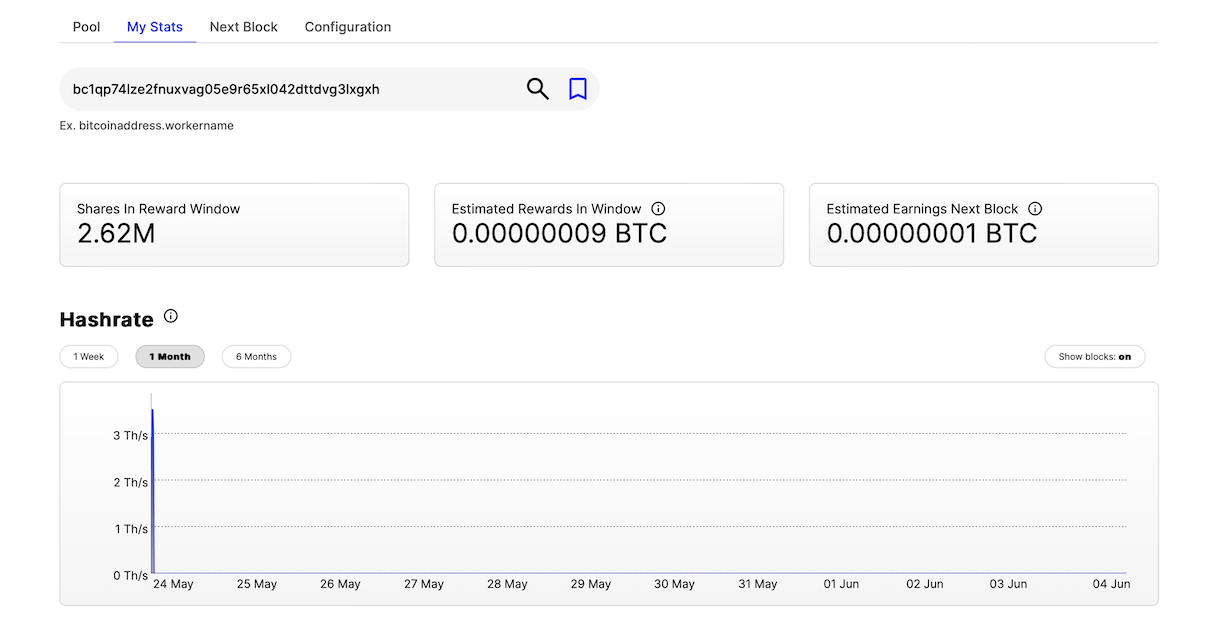 Pool My Stats Next Block Configuration
bc1qp74lze2fnuxvag05e9r65xl042dttdvg3lxgxh
Ex. bitcoinaddress.workername
Shares In Reward Window
2.62M
Estimated Rewards In Window
0.00000009 BTC
Estimated Earnings Next Block
0.00000001 BTC
Hashrate
1 Week 1 Month 6 Months Show blocks: on
3 Th/s
2 Th/s
1 Th/s
0 Th/s
24 May 25 May 26 May 27 May 28 May 29 May 30 May 31 May 01 Jun 02 Jun 03 Jun 04 Jun